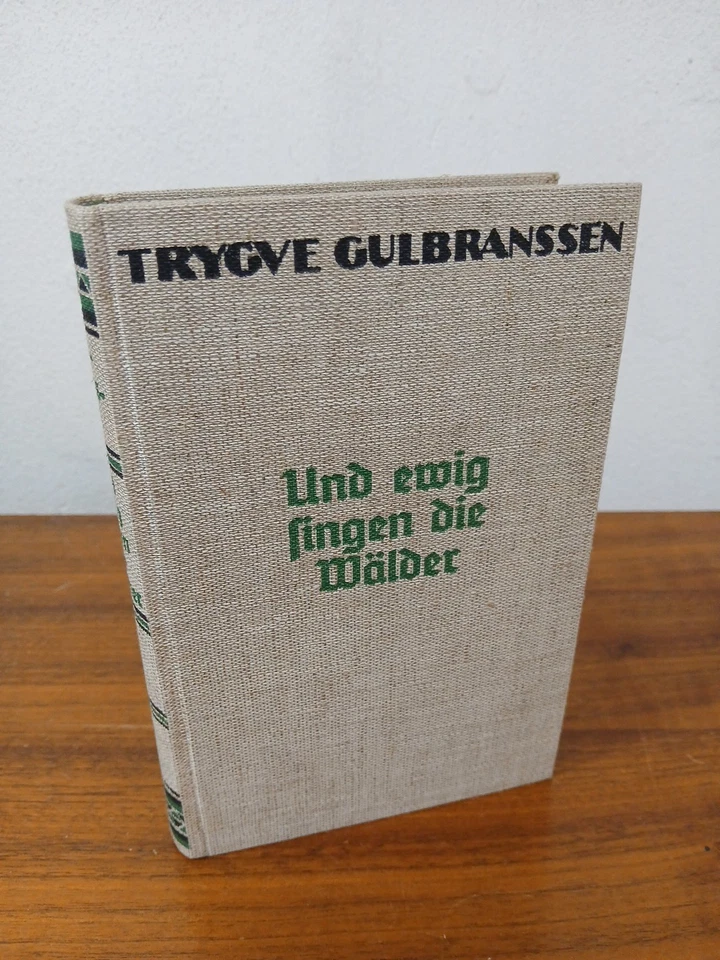 TRYGVE GULBRANSSEN
Und ewig
ſingen die
Wälder